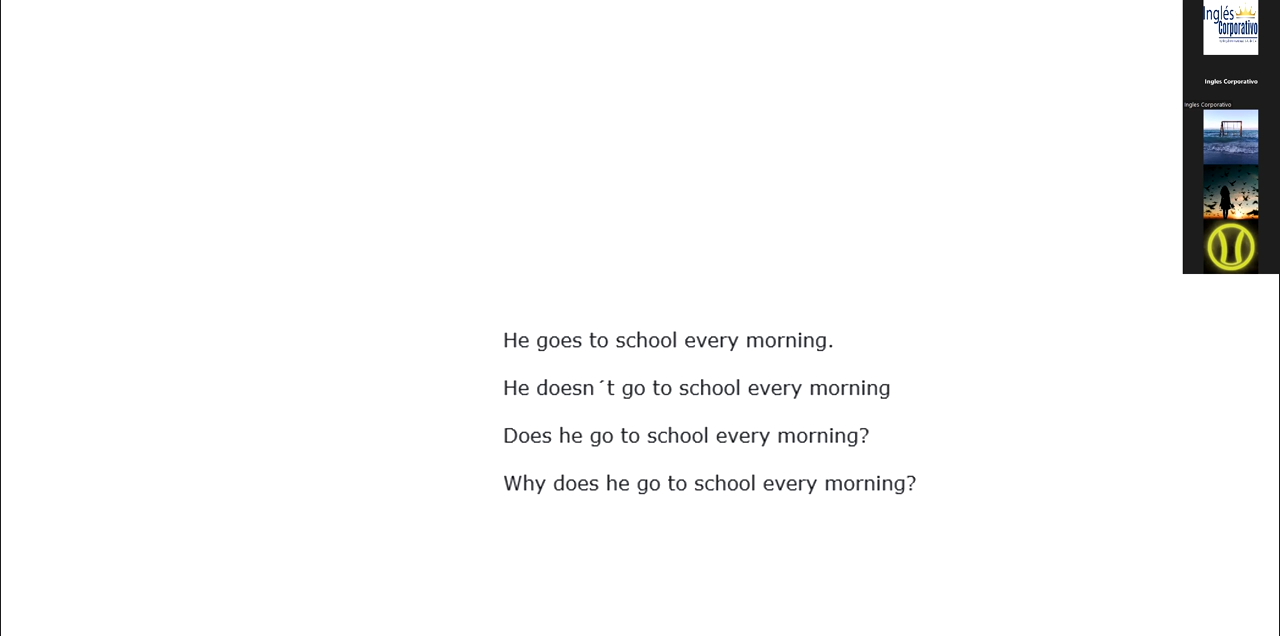 Inglés
Corporativo
Ingles Corporativo
Ingles Corporativo
He goes to school every morning.
He doesn´t go to school every morning
Does he go to school every morning?
Why does he go to school every morning?